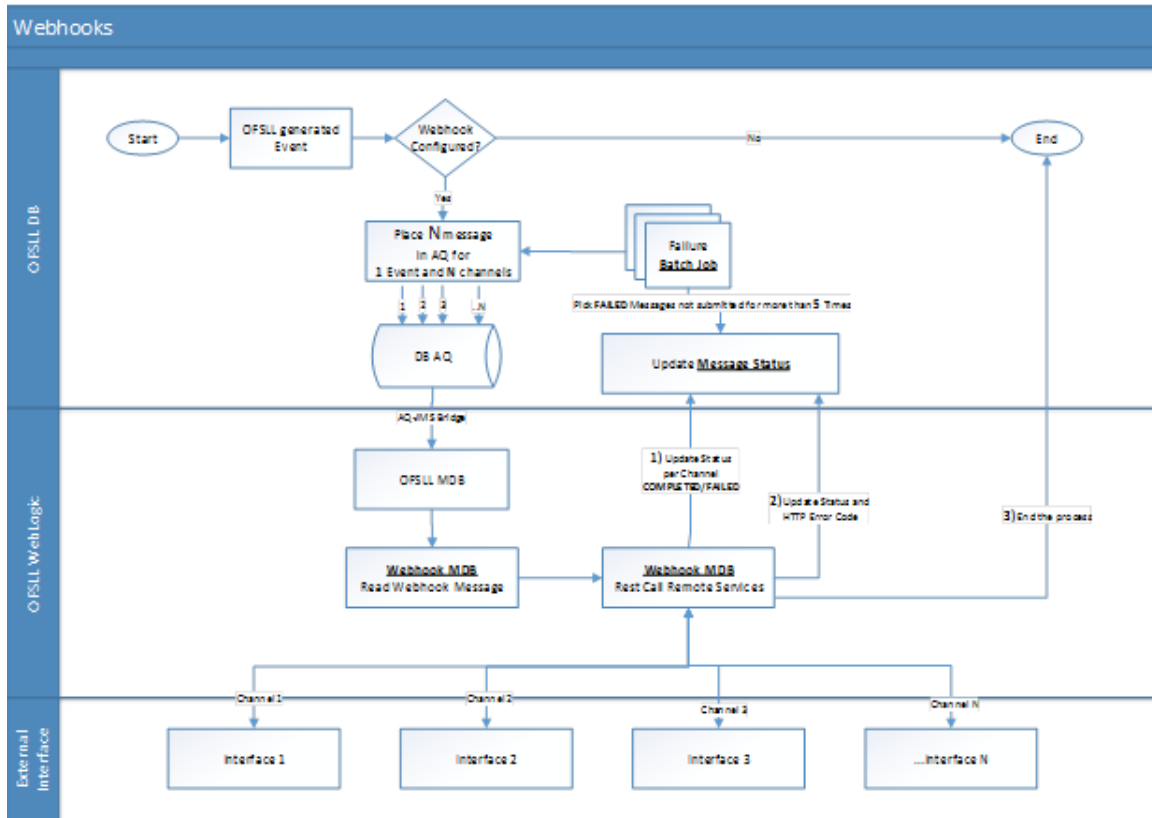 Webhooks
OFSLL DB
Start
OFSLL generated
Event
Webhook
Configured?
No
End
Yes
Place N message
in AQ for
1 Event and N channels
Failure
Batch Job
1
2
3
...N
Pick FAILED Messages not submitted for more than 5 Times
DB AQ
Update Message Status
OFSLL WebLogic
AQ-JMS Bridge
OFSLL MDB
1) Update Status
per Channel
COMPLETED/FAILED
2) Update Status and
HTTP Error Code
3) End the process
Webhook MDB
Read Webhook Message
Webhook MDB
Rest Call Remote Services
External
Interface
Channel 1
Channel 2
Channel 3
Channel N
Interface 1
Interface 2
Interface 3
...Interface N